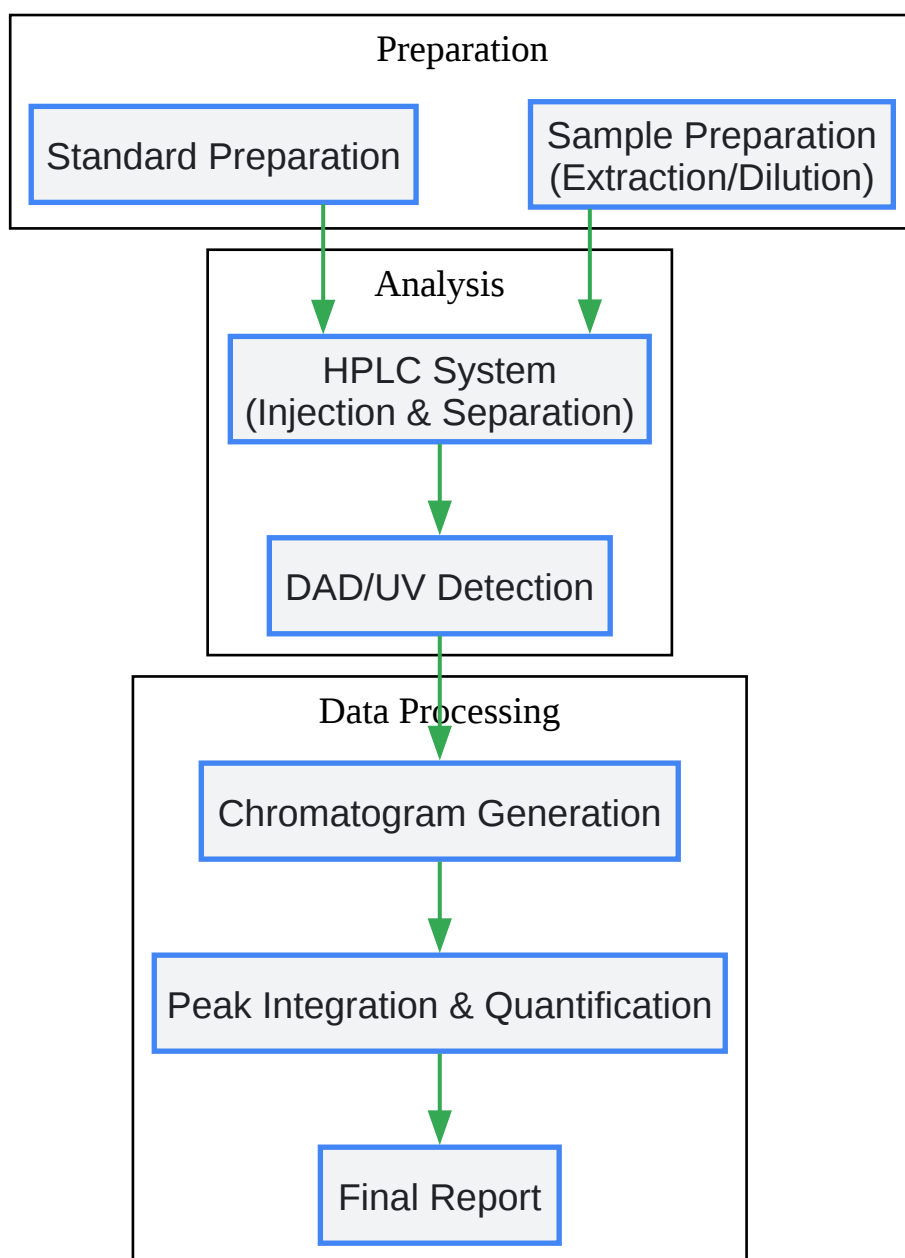 Preparation
Standard Preparation
Sample Preparation
(Extraction/Dilution)
Analysis
HPLC System
(Injection & Separation)
DAD/UV Detection
Data Processing
Chromatogram Generation
Peak Integration & Quantification
Final Report